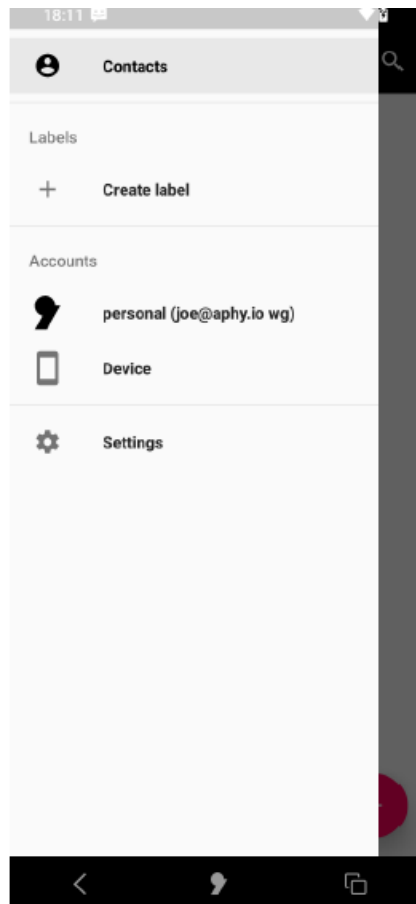 18:11
Contacts
Labels
Create label
Accounts
personal (joe@aphy.io wg)
Device
Settings